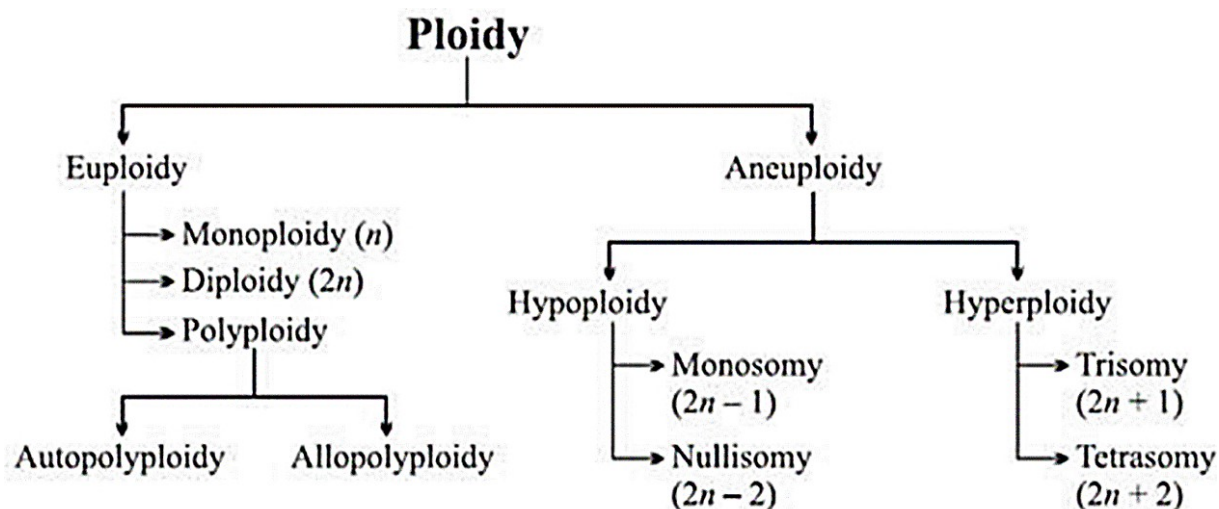 Ploidy
Euploidy
Aneuploidy
Monoploidy (n)
Diploidy (2n)
Polyploidy
Hypoploidy
Hyperploidy
Monosomy
(2n – 1)
Trisomy
(2n + 1)
Autopolyploidy
Allopolyploidy
Nullisomy
(2n – 2)
Tetrasomy
(2n + 2)